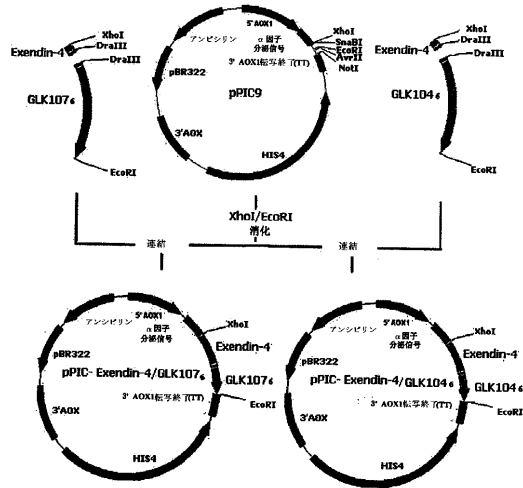 5'AOX1
アンピシリン
α因子
分泌信号
XhoI
SnaBI
EcoRI
AvrII
NotI
3' AOX1転写終了(TT)
pBR322
pPIC9
3'AOX
HIS4
Exendin-4
XhoI
DraIII
DraIII
GLK107₆
EcoRI
Exendin-4
XhoI
DraIII
DraIII
GLK104₆
EcoRI
XhoI/EcoRI
消化
連結
連結
5'AOX1
アンシビリン
α因子
分泌信号
XhoI
pBR322
Exendin-4
pPIC-Exendin-4/GLK107₆
GLK107₆
3' AOX1転写終了(TT)
EcoRI
3'AOX
HIS4
5'AOX1
アンシビリン
α因子
分泌信号
XhoI
pBR322
Exendin-4
pPIC-Exendin-4/GLK104₆
GLK104₆
3' AOX1転写終了(TT)
EcoRI
3'AOX
HIS4